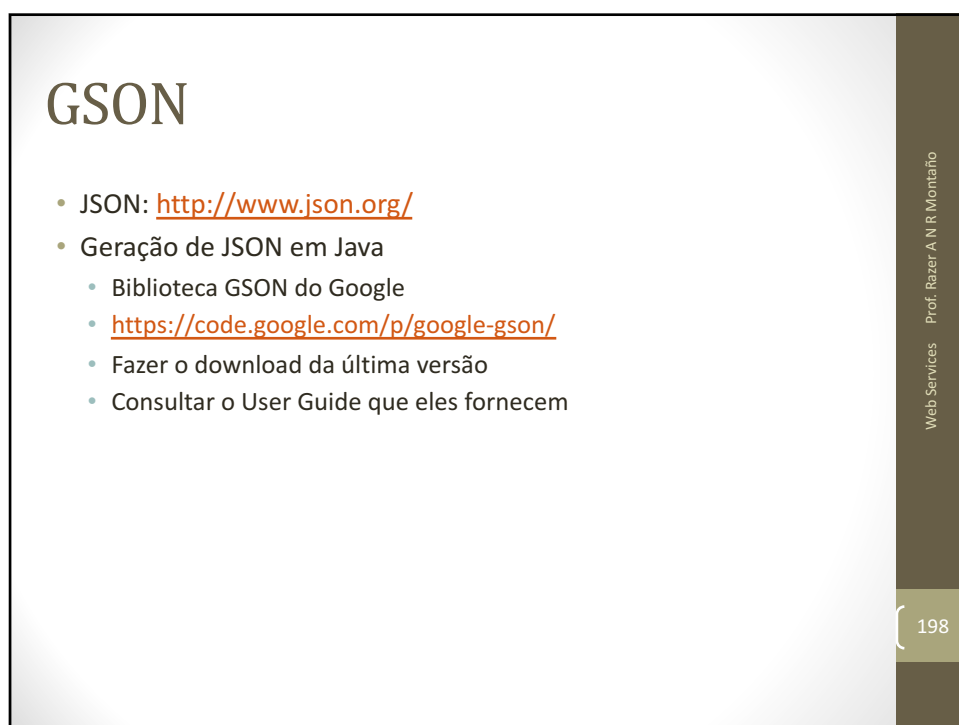 GSON
• JSON: http://www.json.org/
• Geração de JSON em Java
• Biblioteca GSON do Google
• https://code.google.com/p/google-gson/
• Fazer o download da última versão
• Consultar o User Guide que eles fornecem
Web Services Prof. Razer A N R Montaño
198